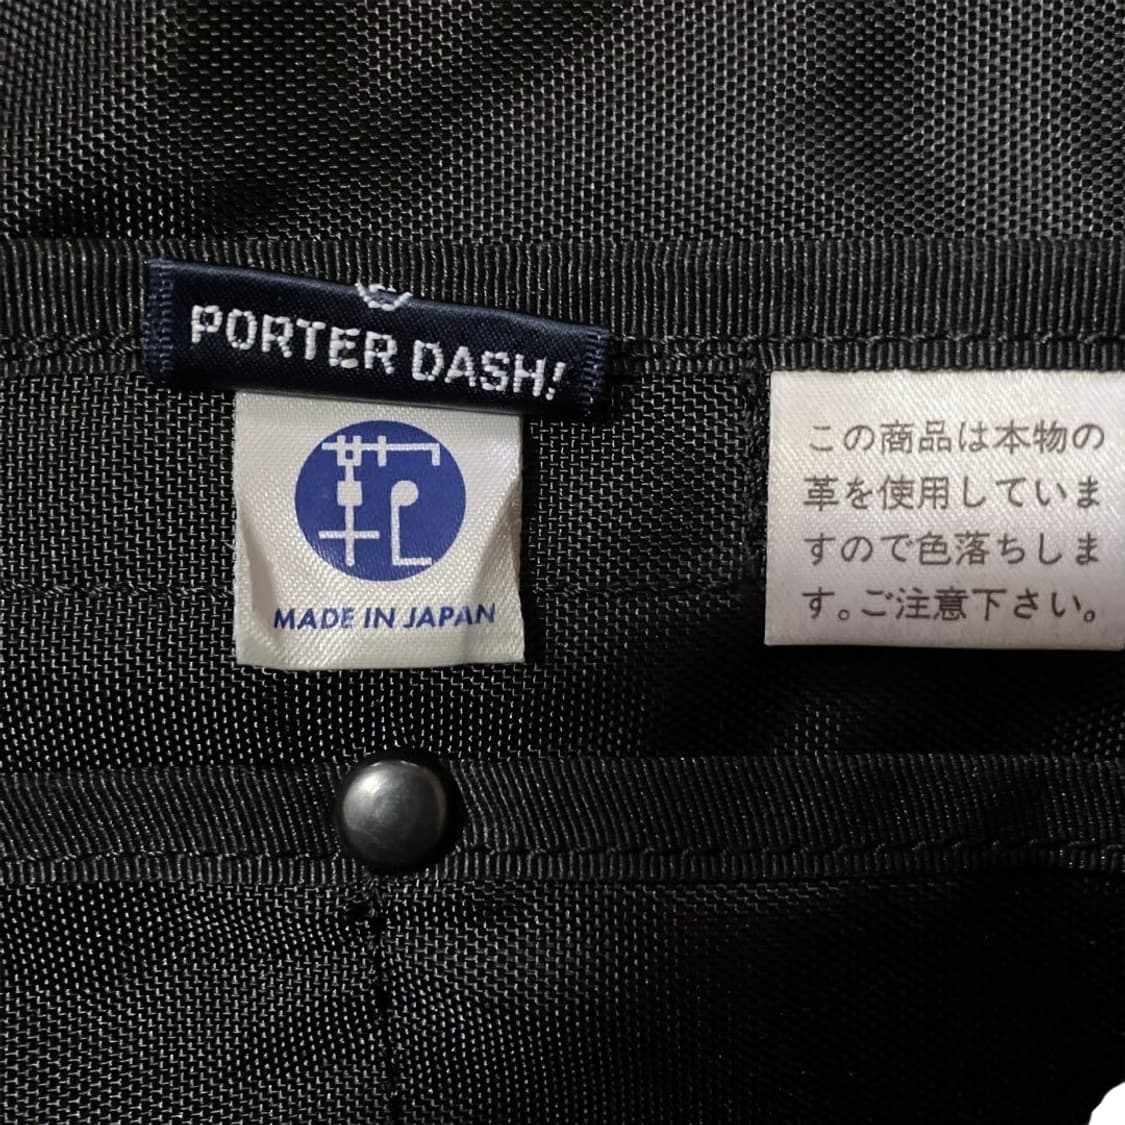 PORTER DASH!
MADE IN JAPAN
この商品は本物の
革を使用していま
すので色落ちしま
す。ご注意下さい。